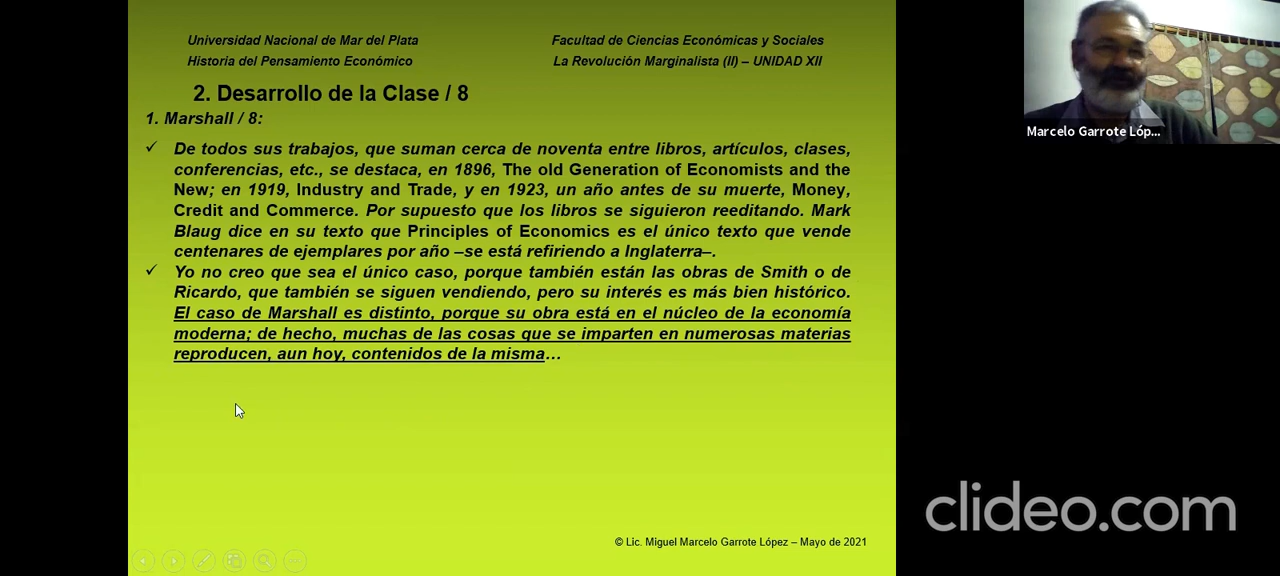 Universidad Nacional de Mar del Plata
Facultad de Ciencias Económicas y Sociales
Historia del Pensamiento Económico
La Revolución Marginalista (II) – UNIDAD XII
2. Desarrollo de la Clase / 8
1. Marshall / 8:
✓ De todos sus trabajos, que suman cerca de noventa entre libros, artículos, clases,
conferencias, etc., se destaca, en 1896, The old Generation of Economists and the
New; en 1919, Industry and Trade, y en 1923, un año antes de su muerte, Money,
Credit and Commerce. Por supuesto que los libros se siguieron reeditando. Mark
Blaug dice en su texto que Principles of Economics es el único texto que vende
centenares de ejemplares por año –se está refiriendo a Inglaterra–.
✓ Yo no creo que sea el único caso, porque también están las obras de Smith o de
Ricardo, que también se siguen vendiendo, pero su interés es más bien histórico.
El caso de Marshall es distinto, porque su obra está en el núcleo de la economía
moderna; de hecho, muchas de las cosas que se imparten en numerosas materias
reproducen, aun hoy, contenidos de la misma…
© Lic. Miguel Marcelo Garrote López – Mayo de 2021
Marcelo Garrote Lóp...
clideo.com